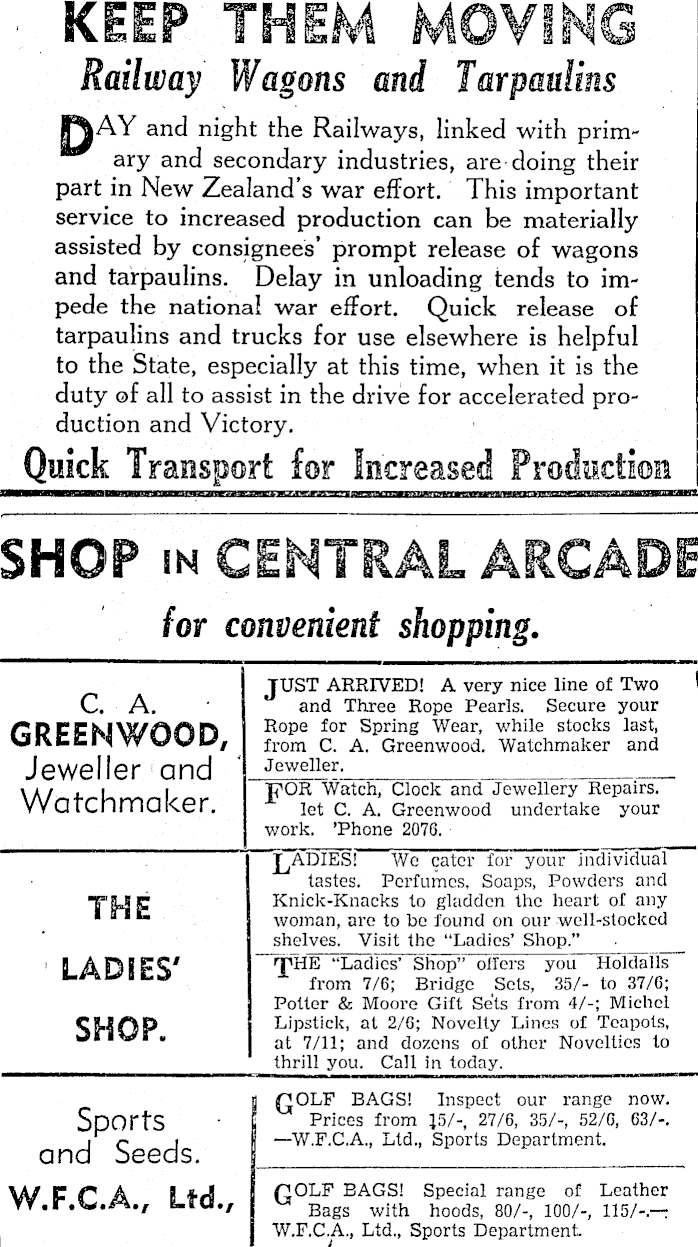 KEEP THEM MOVING
Railway Wagons and Tarpaulins
DAY and night the Railways, linked with prim-
ary and secondary industries, are doing their
part in New Zealand's war effort. This important
service to increased production can be materially
assisted by consignees' prompt release of wagons
and tarpaulins. Delay in unloading tends to im-
pede the national war effort. Quick release of
tarpaulins and trucks for use elsewhere is helpful
to the State, especially at this time, when it is the
duty of all to assist in the drive for accelerated pro-
duction and Victory.
Quick Transport for Increased Production
SHOP IN CENTRAL ARCADE
for convenient shopping.
C. A.
GREENWOOD,
Jeweller and
Watchmaker.
JUST ARRIVED! A very nice line of Two
and Three Rope Pearls. Secure your
Rope for Spring Wear, while stocks last,
from C. A. Greenwood. Watchmaker and
Jeweller.
FOR Watch, Clock and Jewellery Repairs.
let C. A. Greenwood undertake your
work. 'Phone 2076.
THE
LADIES'
SHOP.
LADIES! We cater for your individual
tastes. Perfumes, Soaps, Powders and
Knick-Knacks to gladden the heart of any
woman, are to be found on our well-stocked
shelves. Visit the "Ladies' Shop."
THE "Ladies' Shop" offers you Holdalls
from 7/6; Bridge Sets, 35/- to 37/6;
Potter & Moore Gift Sets from 4/-; Michel
Lipstick, at 2/6; Novelty Lines of Teapots,
at 7/11; and dozens of other Novelties to
thrill you. Call in today.
Sports
and Seeds.
W.F.C.A., Ltd.,
GOLF BAGS! Inspect our range now.
Prices from 15/-, 27/6, 35/-, 52/6, 63/-.
—W.F.C.A., Ltd., Sports Department.
GOLF BAGS! Special range of Leather
Bags with hoods, 80/-, 100/-, 115/-.—
W.F.C.A., Ltd., Sports Department.